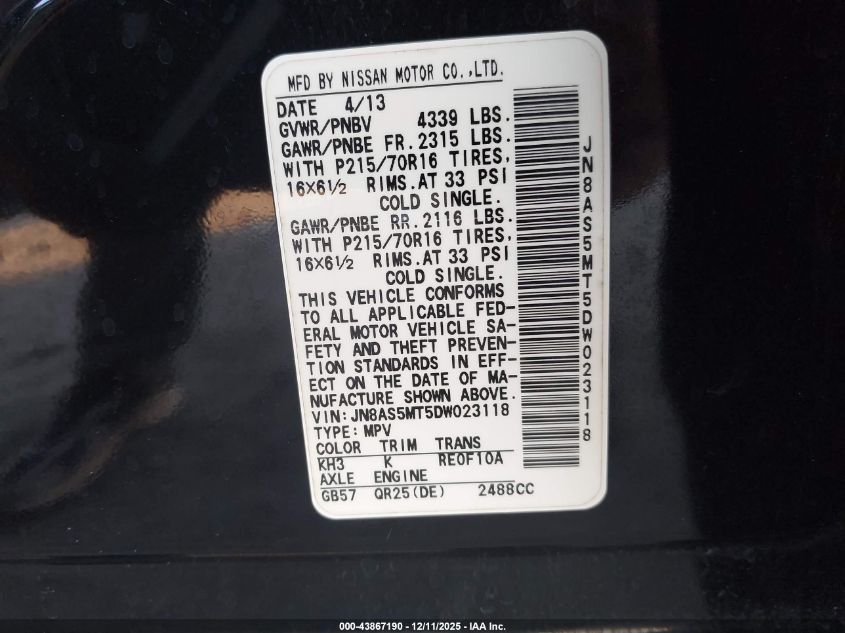 MFD BY NISSAN MOTOR CO.,LTD.
DATE 4/13
GVWR/PNBV 4339 LBS.
GAWR/PNBE FR.2315 LBS.
WITH P215/70R16 TIRES,
16X6½ RIMS.AT 33 PSI
COLD SINGLE.
GAWR/PNBE RR.2116 LBS.
WITH P215/70R16 TIRES,
16X6½ RIMS.AT 33 PSI
COLD SINGLE.
THIS VEHICLE CONFORMS
TO ALL APPLICABLE FED-
ERAL MOTOR VEHICLE SA-
FETY AND THEFT PREVEN-
TION STANDARDS IN EFF-
ECT ON THE DATE OF MA-
NUFACTURE SHOWN ABOVE.
VIN:JN8AS5MT5DW023118
TYPE:MPV
COLOR TRIM TRANS
KH3 K RE0F10A
AXLE ENGINE
GB57 QR25(DE) 2488CC
JN8AS5MT5DW023118
000-43867190 - 12/11/2025 - IAA Inc.